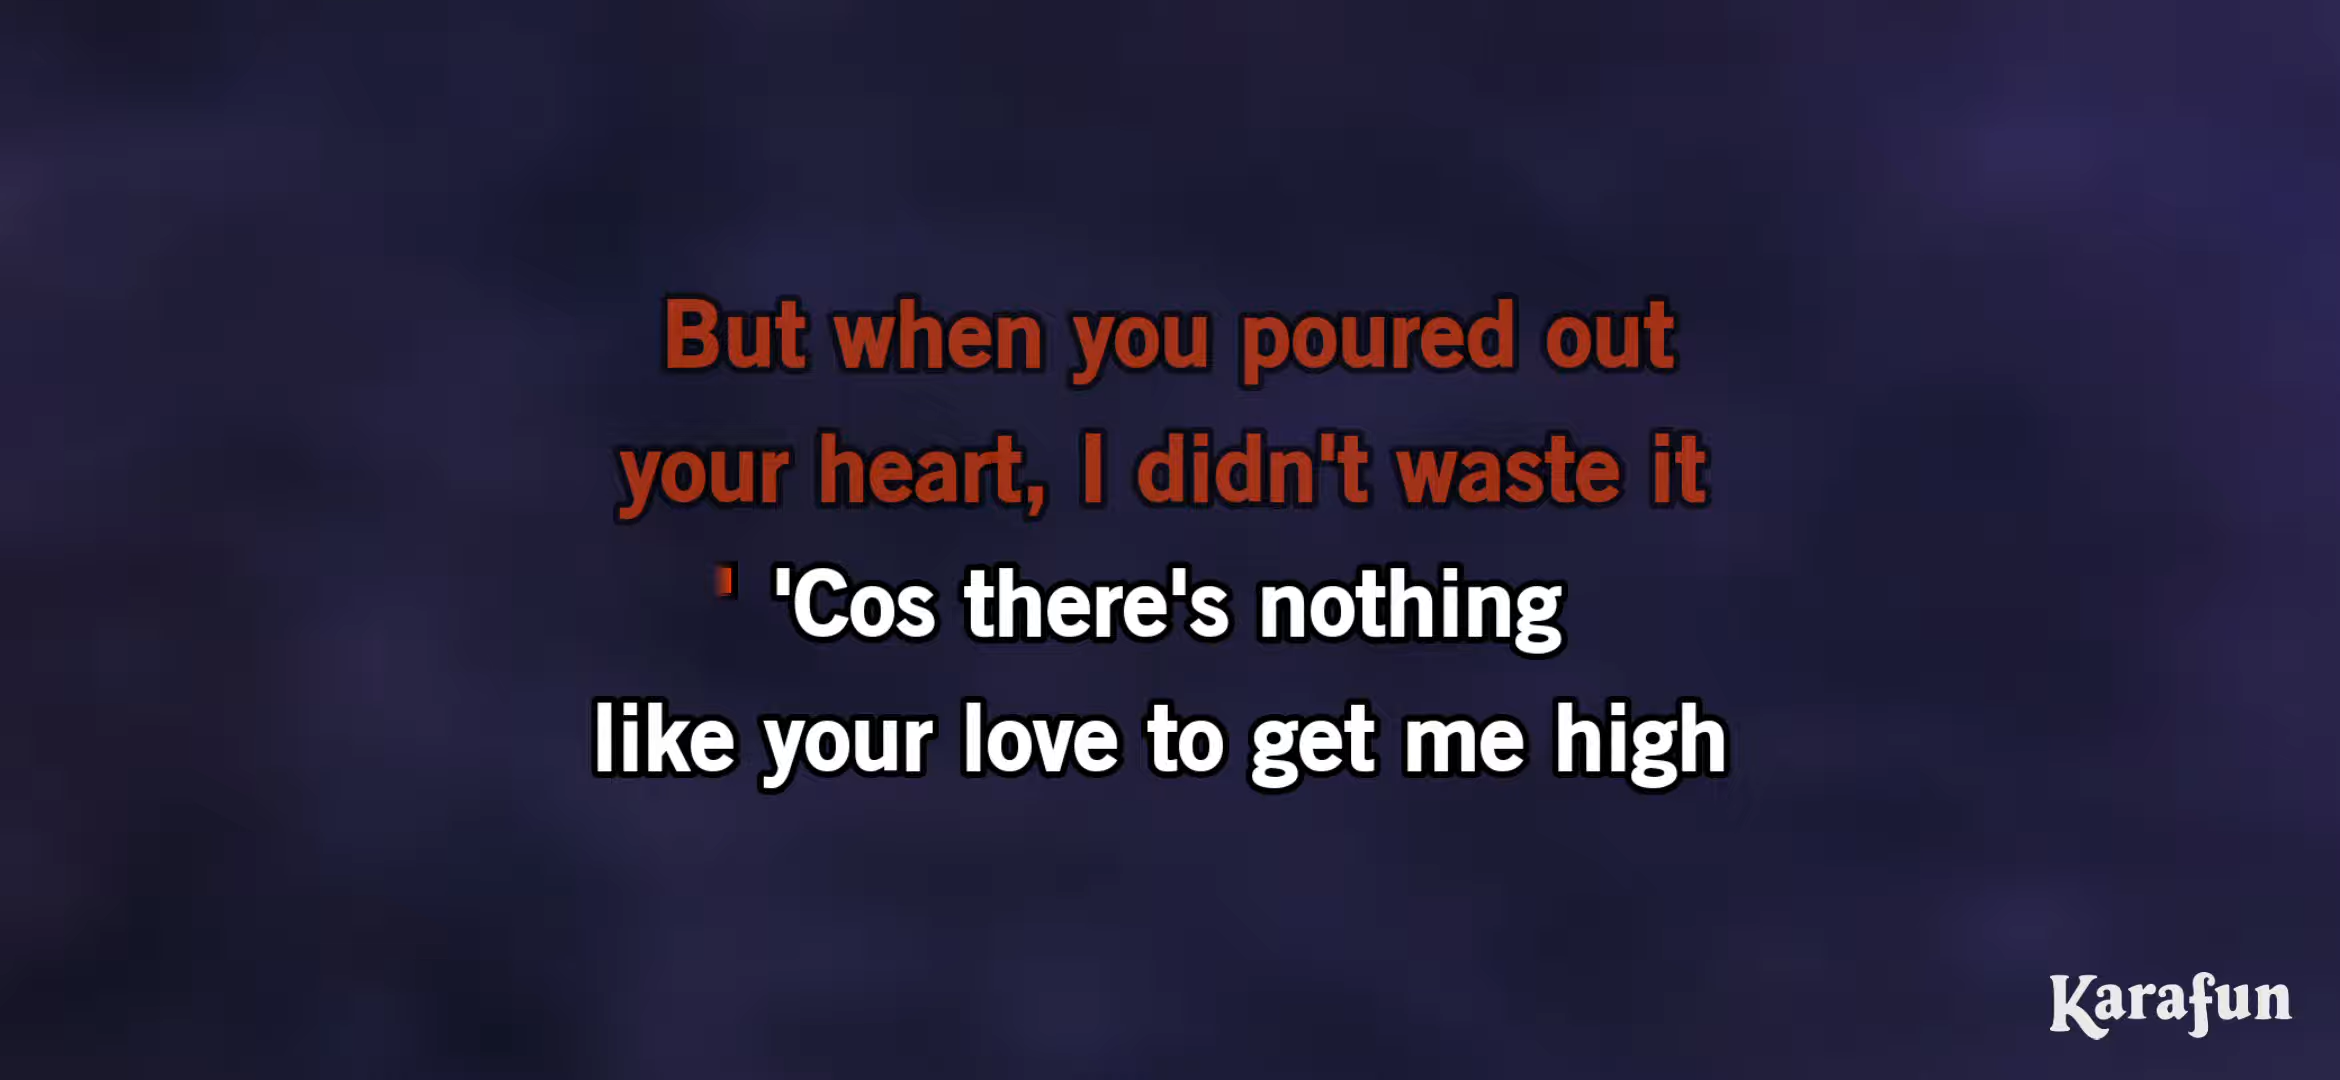 But when you poured out
your heart, I didn't waste it
' 'Cos there's nothing
like your love to get me high
Karafun